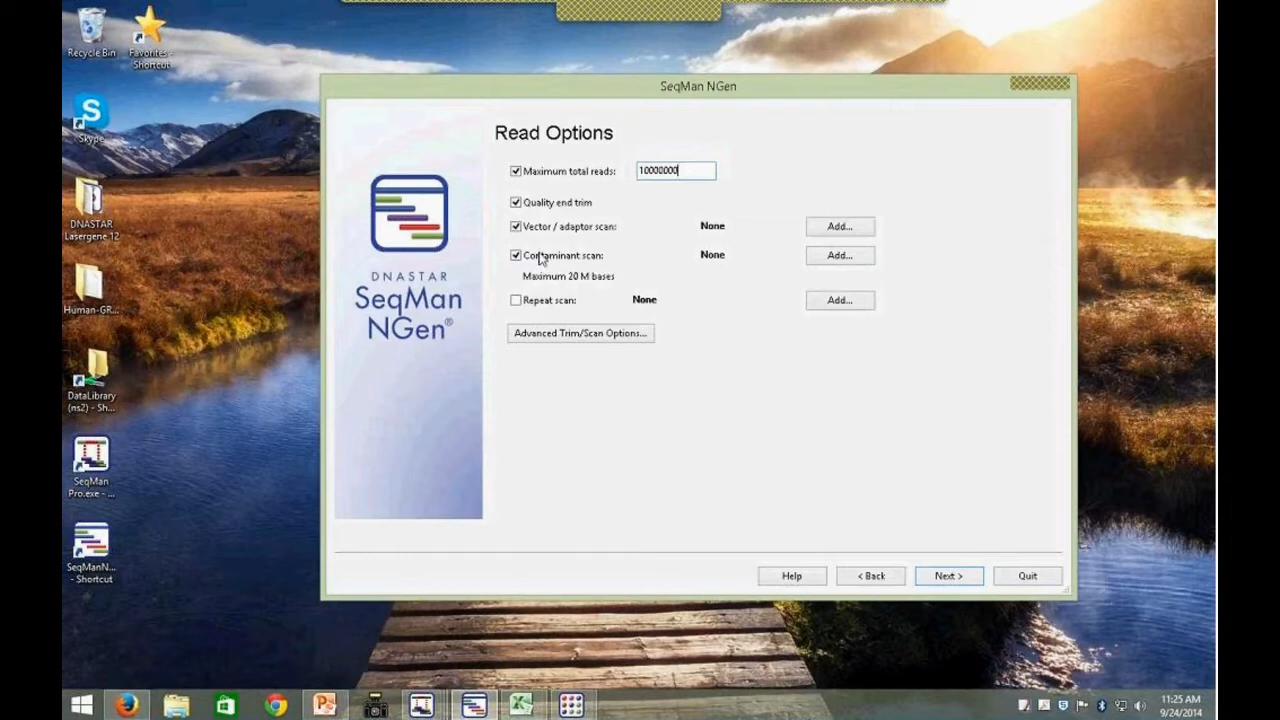 Recycle Bin
Favorites -
Shortcut
Skype
DNASTAR
Lasergene 12
Human-GR...
DataLibrary
(ns2) - Sh...
SeqMan
Pro.exe - ...
SeqManN...
- Shortcut
SeqMan NGen
Read Options
Maximum total reads: 10000000
Quality end trim
Vector / adaptor scan: None Add...
Contaminant scan: None Add...
Maximum 20 M bases
Repeat scan: None Add...
Advanced Trim/Scan Options...
DNASTAR
SeqMan
NGen®
Help < Back Next > Quit
11:25 AM
9/24/2014